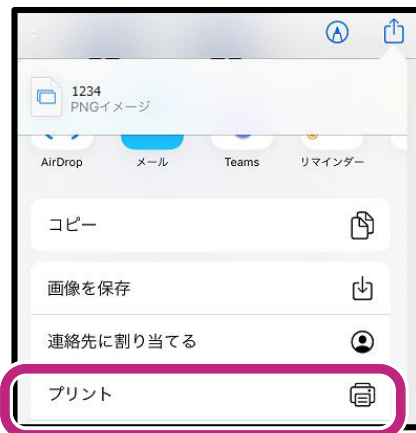 1234
PNGイメージ
AirDrop
メール
Teams
リマインダー
コピー
画像を保存
連絡先に割り当てる
プリント